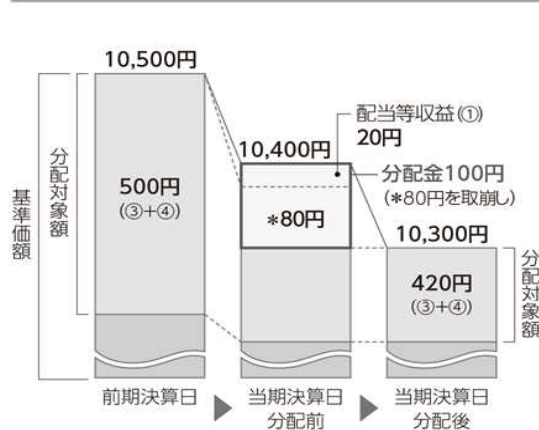 10,500円
配当等収益(①)
20円
10,400円
分配金100円
(*80円を取崩し)
基準価額
分配対象額
500円
(③+④)
*80円
10,300円
420円
(③+④)
分配対象額
前期決算日
当期決算日
分配前
当期決算日
分配後